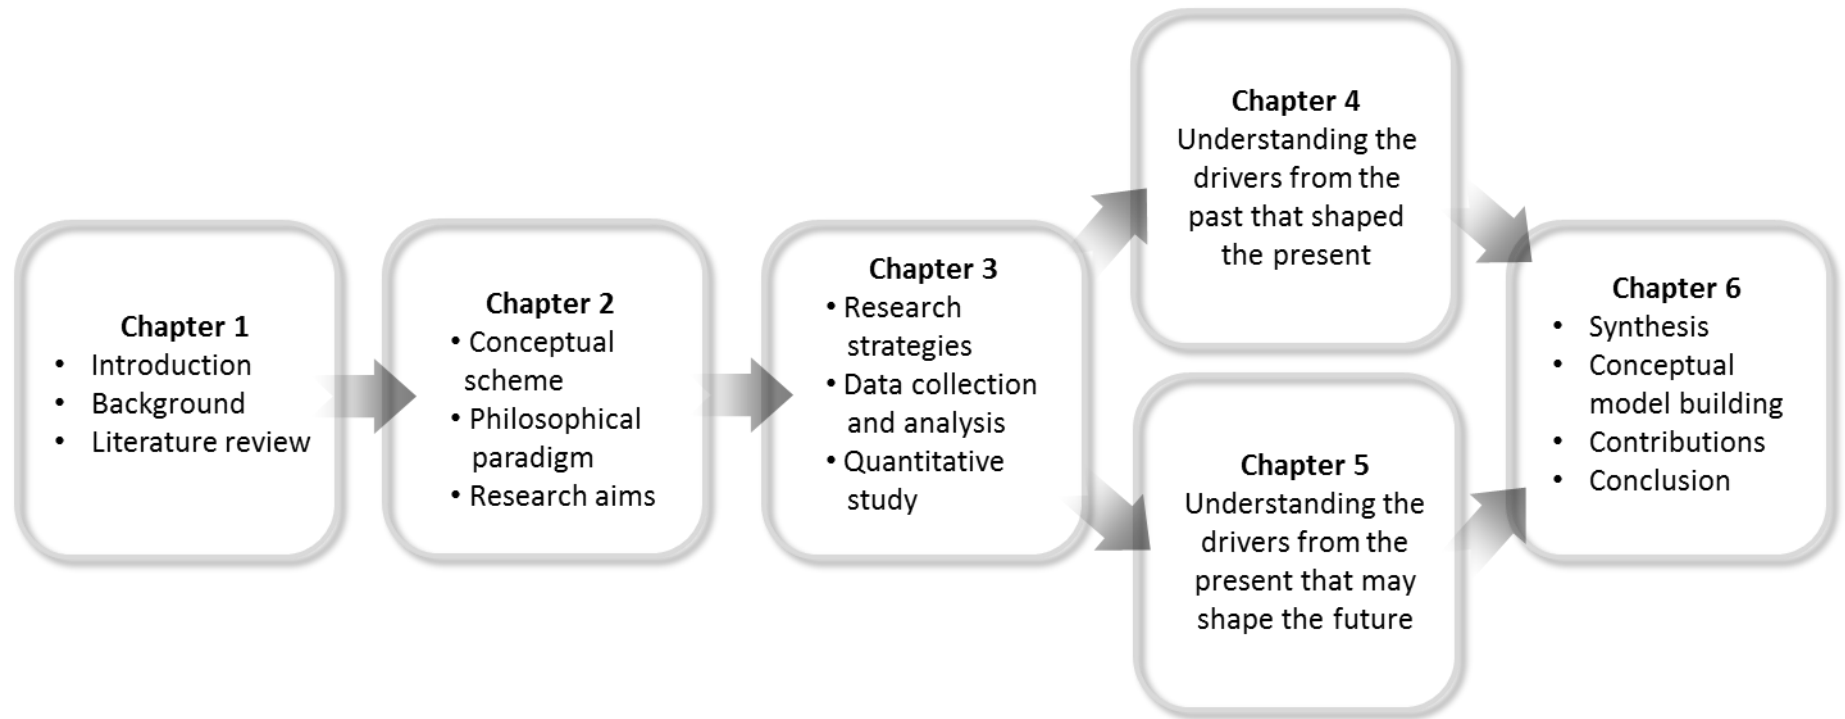 Chapter 1
• Introduction
• Background
• Literature review
Chapter 2
• Conceptual
scheme
• Philosophical
paradigm
• Research aims
Chapter 3
• Research
strategies
• Data collection
and analysis
• Quantitative
study
Chapter 4
Understanding the
drivers from the
past that shaped
the present
Chapter 5
Understanding the
drivers from the
present that may
shape the future
Chapter 6
• Synthesis
• Conceptual
model building
• Contributions
• Conclusion